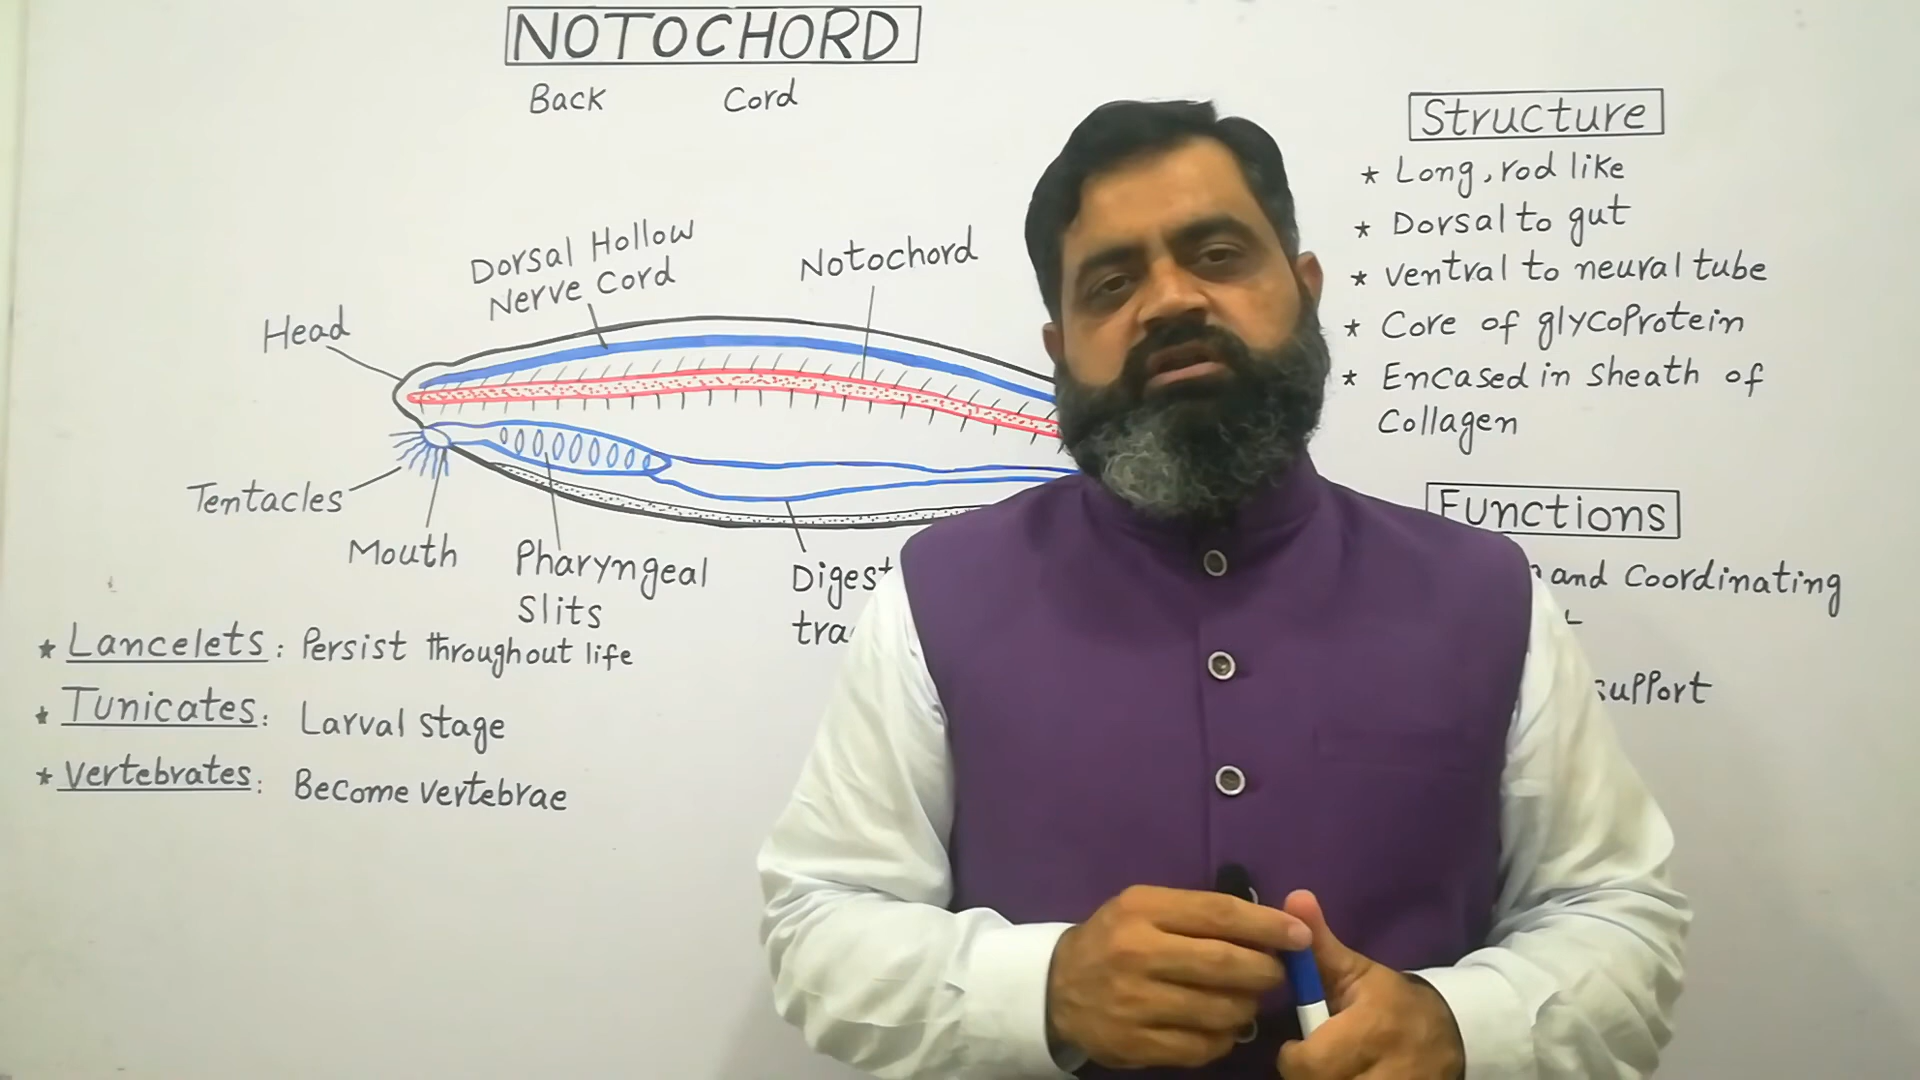 NOTOCHORD
Back Cord
Dorsal Hollow
Nerve Cord
Notochord
Head
Tentacles
Mouth
Pharyngeal
Slits
* Lancelets: Persist throughout life
* Tunicates: Larval stage
* Vertebrates: Become vertebrae
Structure
* Long, rod like
* Dorsal to gut
* Ventral to neural tube
* Core of glycoprotein
* Encased in sheath of
Collagen
Functions
and Coordinating
support